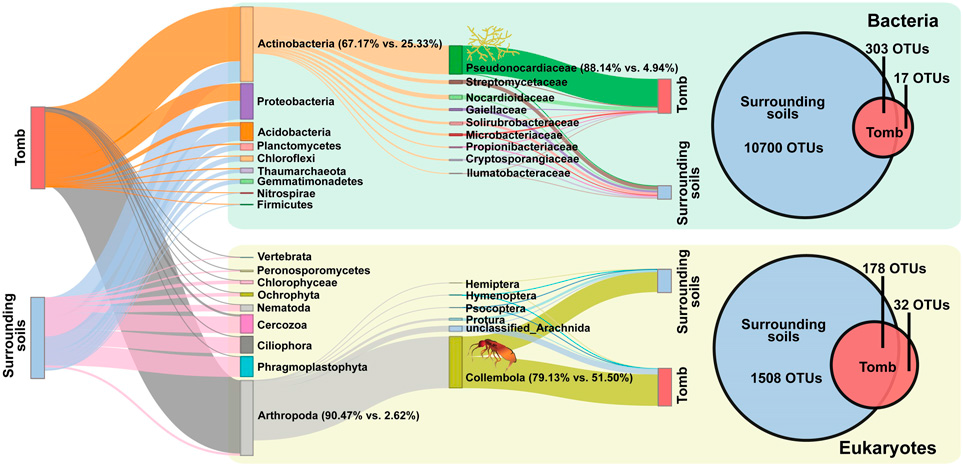 Tomb
Surrounding
soils
Actinobacteria (67.17% vs. 25.33%)
Proteobacteria
Acidobacteria
Planctomycetes
Chloroflexi
Thaumarchaeota
Gemmatimonadetes
Nitrospirae
Firmicutes
Pseudonocardiaceae (88.14% vs. 4.94%)
Streptomycetaceae
Nocardioidaceae
Gaiellaceae
Solirubrobacteraceae
Microbacteriaceae
Propionibacteriaceae
Cryptosporangiaceae
Ilumatobacteraceae
Tomb
Surrounding
soils
Bacteria
303 OTUs
17 OTUs
Surrounding
soils
10700 OTUs
Tomb
Vertebrata
Peronosporomycetes
Chlorophyceae
Ochrophyta
Nematoda
Cercozoa
Ciliophora
Phragmoplastophyta
Arthropoda (90.47% vs. 2.62%)
Hemiptera
Hymenoptera
Psocoptera
Protura
unclassified_Arachnida
Collembola (79.13% vs. 51.50%)
Surrounding
soils
Tomb
178 OTUs
32 OTUs
Surrounding
soils
1508 OTUs
Tomb
Eukaryotes